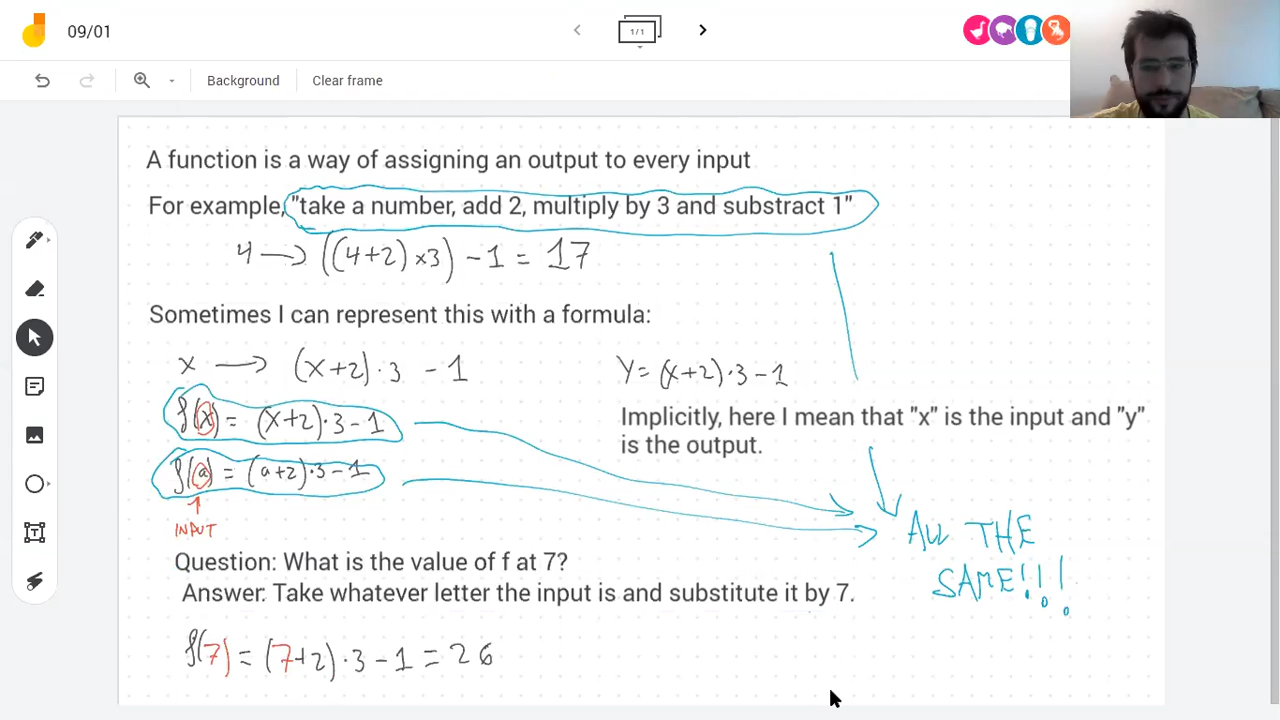 09/01
1/1
Background
Clear frame
A function is a way of assigning an output to every input
For example, "take a number, add 2, multiply by 3 and substract 1"
4 → ((4+2) x3) - 1 = 17
Sometimes I can represent this with a formula:
x → (x+2)·3 - 1
Y = (x+2)·3 - 1
f(x) = (x+2)·3 - 1
Implicitly, here I mean that "x" is the input and "y"
is the output.
f(a) = (a+2)·3 - 1
INPUT
ALL THE
SAME!!!
Question: What is the value of f at 7?
Answer: Take whatever letter the input is and substitute it by 7.
f(7) = (7+2)·3 - 1 = 26